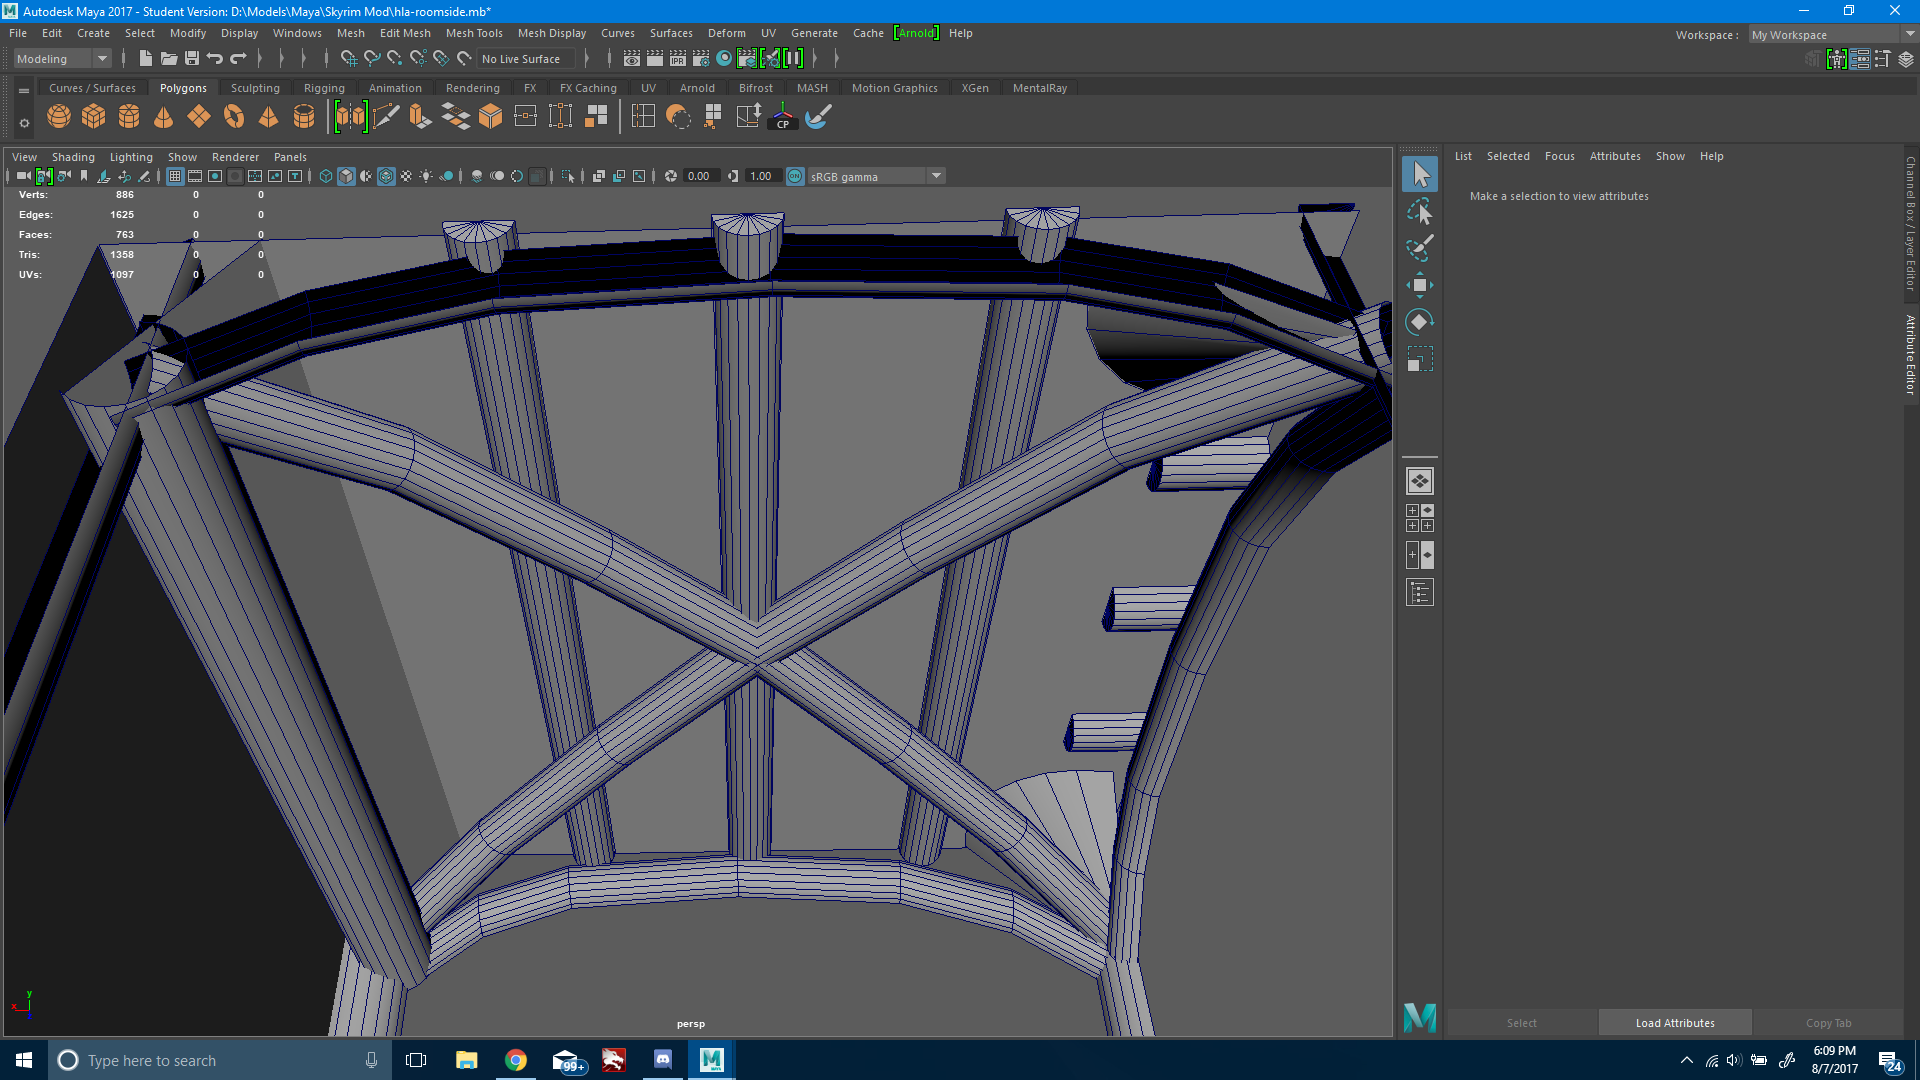 Autodesk Maya 2017 - Student Version: D:\Models\Maya\Skyrim Mod\hla-roomside.mb*
File Edit Create Select Modify Display Windows Mesh Edit Mesh Mesh Tools Mesh Display Curves Surfaces Deform UV Generate Cache [Arnold] Help
Workspace : My Workspace
Modeling No Live Surface IPR
Curves / Surfaces Polygons Sculpting Rigging Animation Rendering FX FX Caching UV Arnold Bifrost MASH Motion Graphics XGen MentalRay
CP
View Shading Lighting Show Renderer Panels
0.00 1.00 ON sRGB gamma
Verts: 886 0 0
Edges: 1625 0 0
Faces: 763 0 0
Tris: 1358 0 0
UVs: 1097 0 0
List Selected Focus Attributes Show Help
Make a selection to view attributes
Channel Box / Layer Editor
Attribute Editor
y
x
persp
Select Load Attributes Copy Tab
Type here to search
99+
6:09 PM
8/7/2017
24